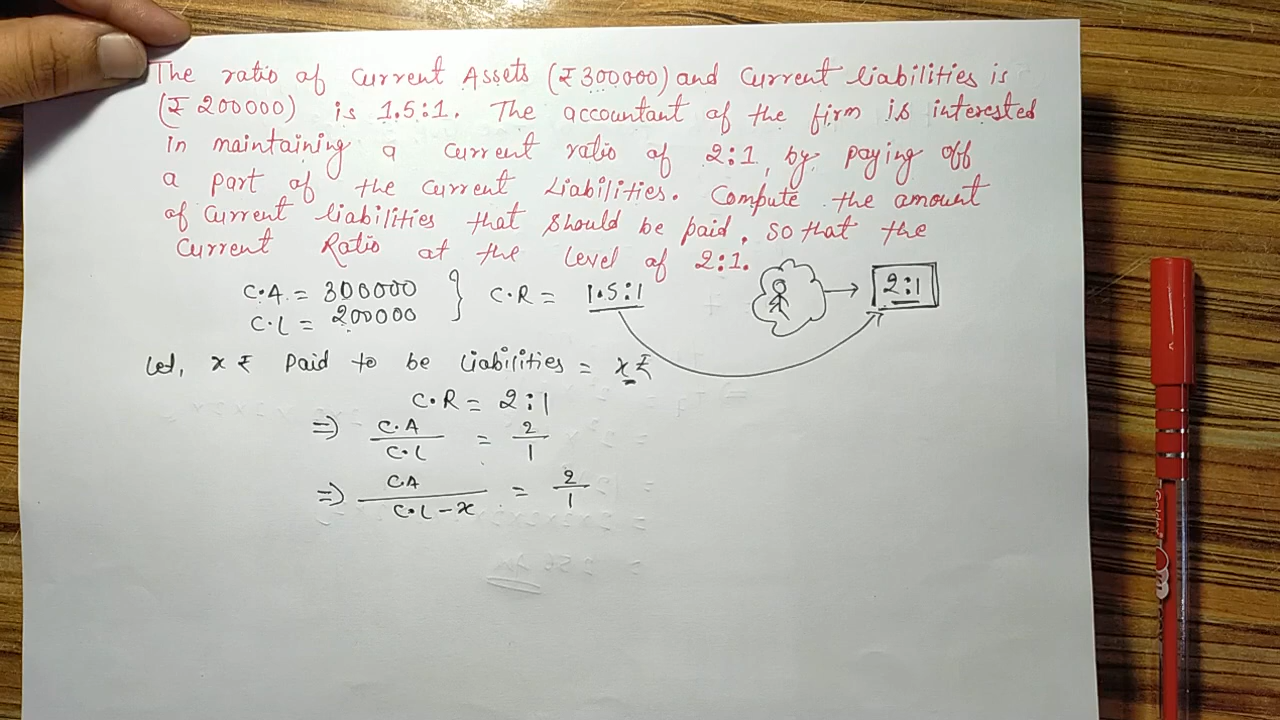 The ratio of Current Assets (₹ 300000) and Current liabilities is
(₹ 200000) is 1.5:1. The accountant of the firm is interested
in maintaining a current ratio of 2:1, by paying off
a part of the current Liabilities. Compute the amount
of current liabilities that should be paid, so that the
Current Ratio at the level of 2:1.
C.A. = 300000 } C.R = 1.5:1 → 2:1
C.L = 200000
Let, x ₹ Paid to be liabilities = x ₹
C.R = 2:1
⇒ C.A / C.L = 2 / 1
⇒ CA / C.L - x = 2 / 1